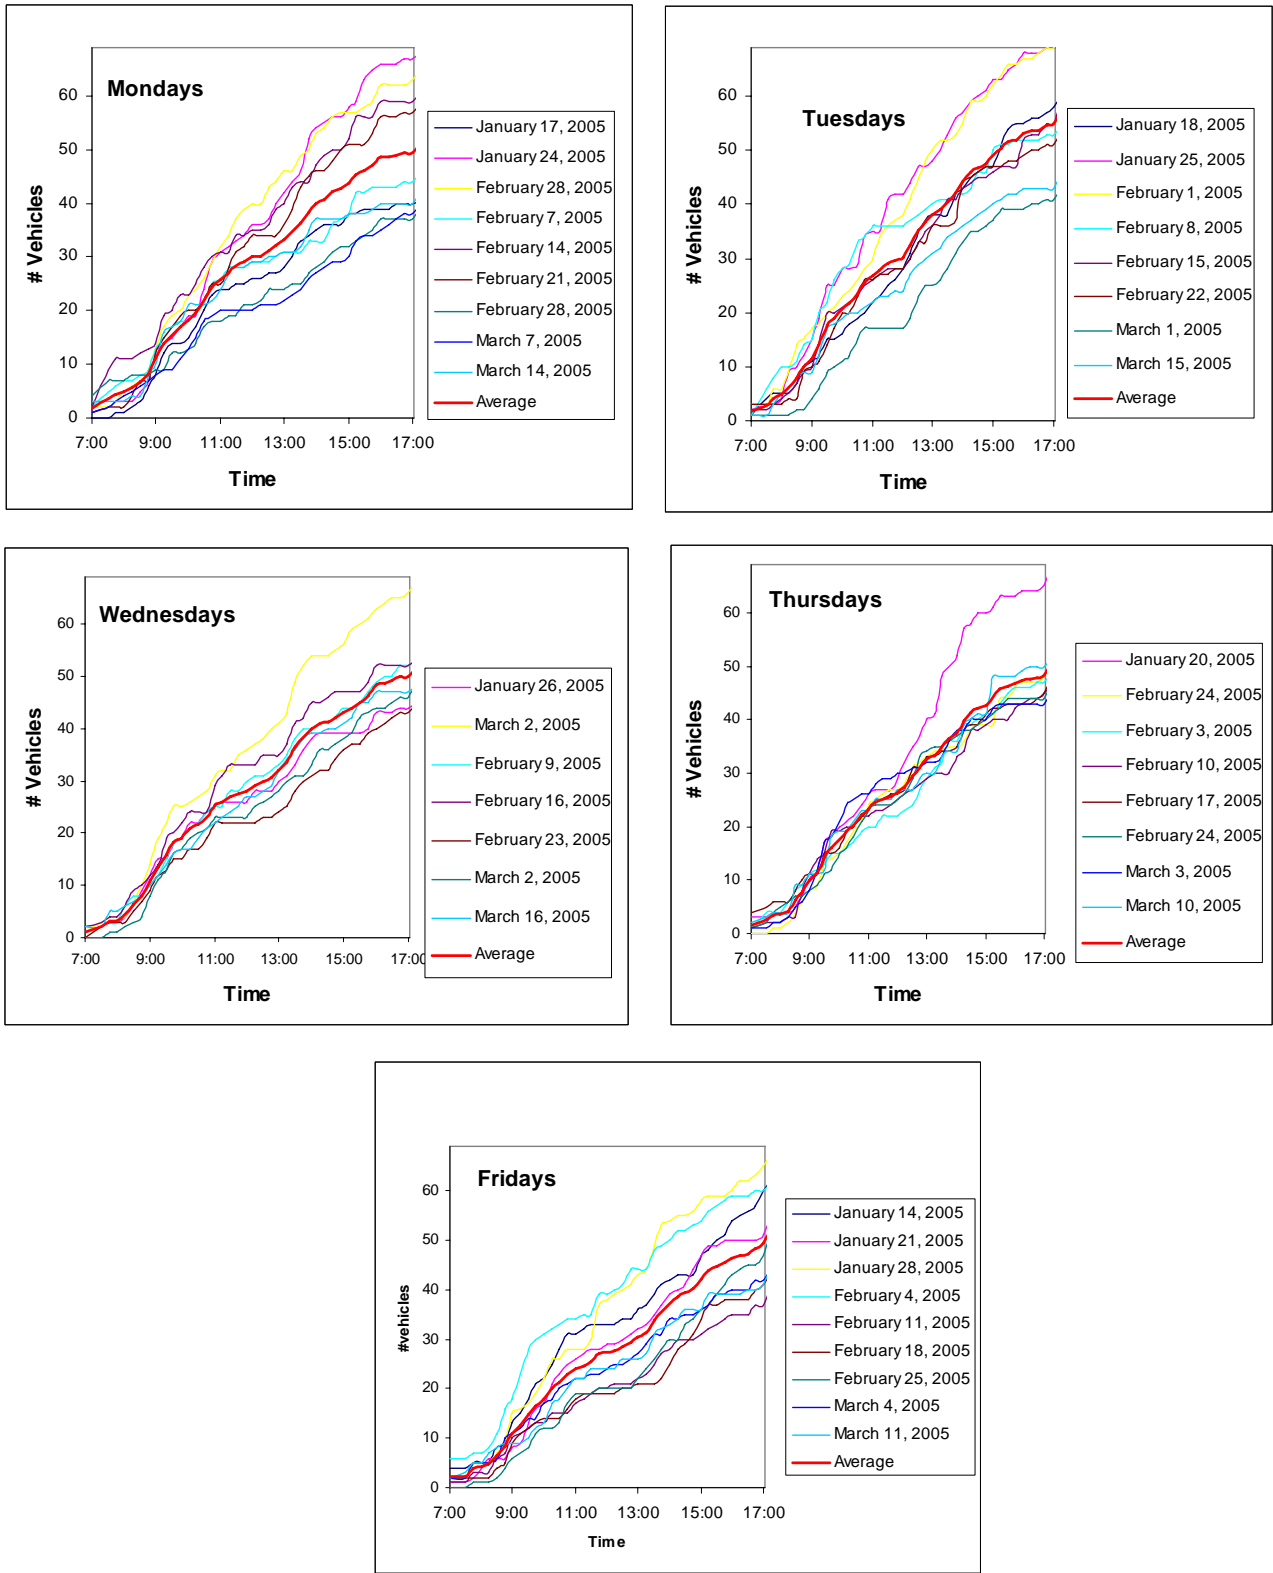 Mondays
# Vehicles
60
50
40
30
20
10
0
7:00 9:00 11:00 13:00 15:00 17:00
Time
January 17, 2005
January 24, 2005
February 28, 2005
February 7, 2005
February 14, 2005
February 21, 2005
February 28, 2005
March 7, 2005
March 14, 2005
Average
Tuesdays
# Vehicles
60
50
40
30
20
10
0
7:00 9:00 11:00 13:00 15:00 17:00
Time
January 18, 2005
January 25, 2005
February 1, 2005
February 8, 2005
February 15, 2005
February 22, 2005
March 1, 2005
March 15, 2005
Average
Wednesdays
# Vehicles
60
50
40
30
20
10
0
7:00 9:00 11:00 13:00 15:00 17:00
Time
January 26, 2005
March 2, 2005
February 9, 2005
February 16, 2005
February 23, 2005
March 2, 2005
March 16, 2005
Average
Thursdays
# Vehicles
60
50
40
30
20
10
0
7:00 9:00 11:00 13:00 15:00 17:00
Time
January 20, 2005
February 24, 2005
February 3, 2005
February 10, 2005
February 17, 2005
February 24, 2005
March 3, 2005
March 10, 2005
Average
Fridays
#vehicles
60
50
40
30
20
10
0
7:00 9:00 11:00 13:00 15:00 17:00
Time
January 14, 2005
January 21, 2005
January 28, 2005
February 4, 2005
February 11, 2005
February 18, 2005
February 25, 2005
March 4, 2005
March 11, 2005
Average